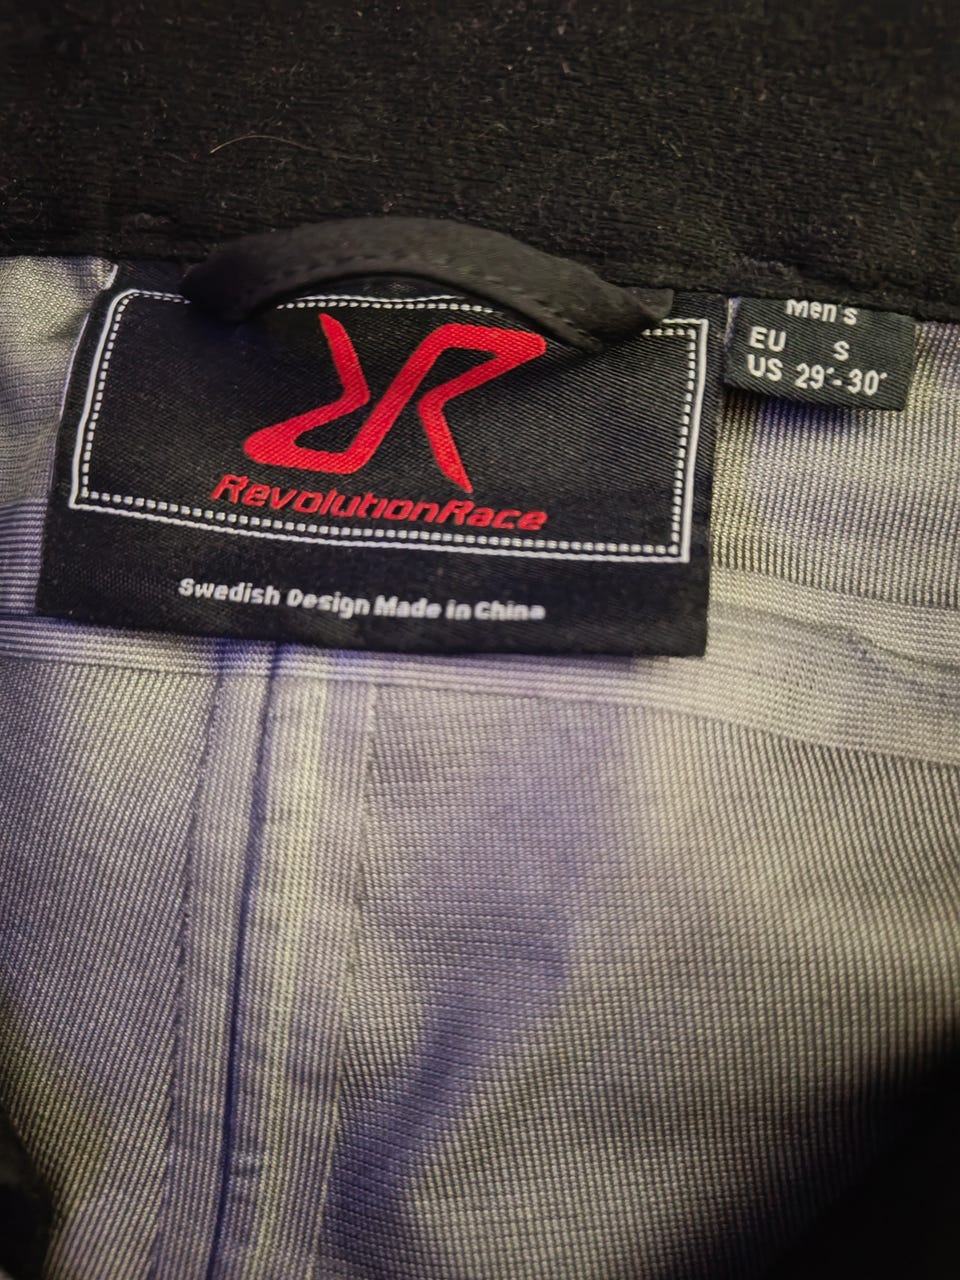 RevolutionRace
Swedish Design Made in China
Men's
EU S
US 29"-30"